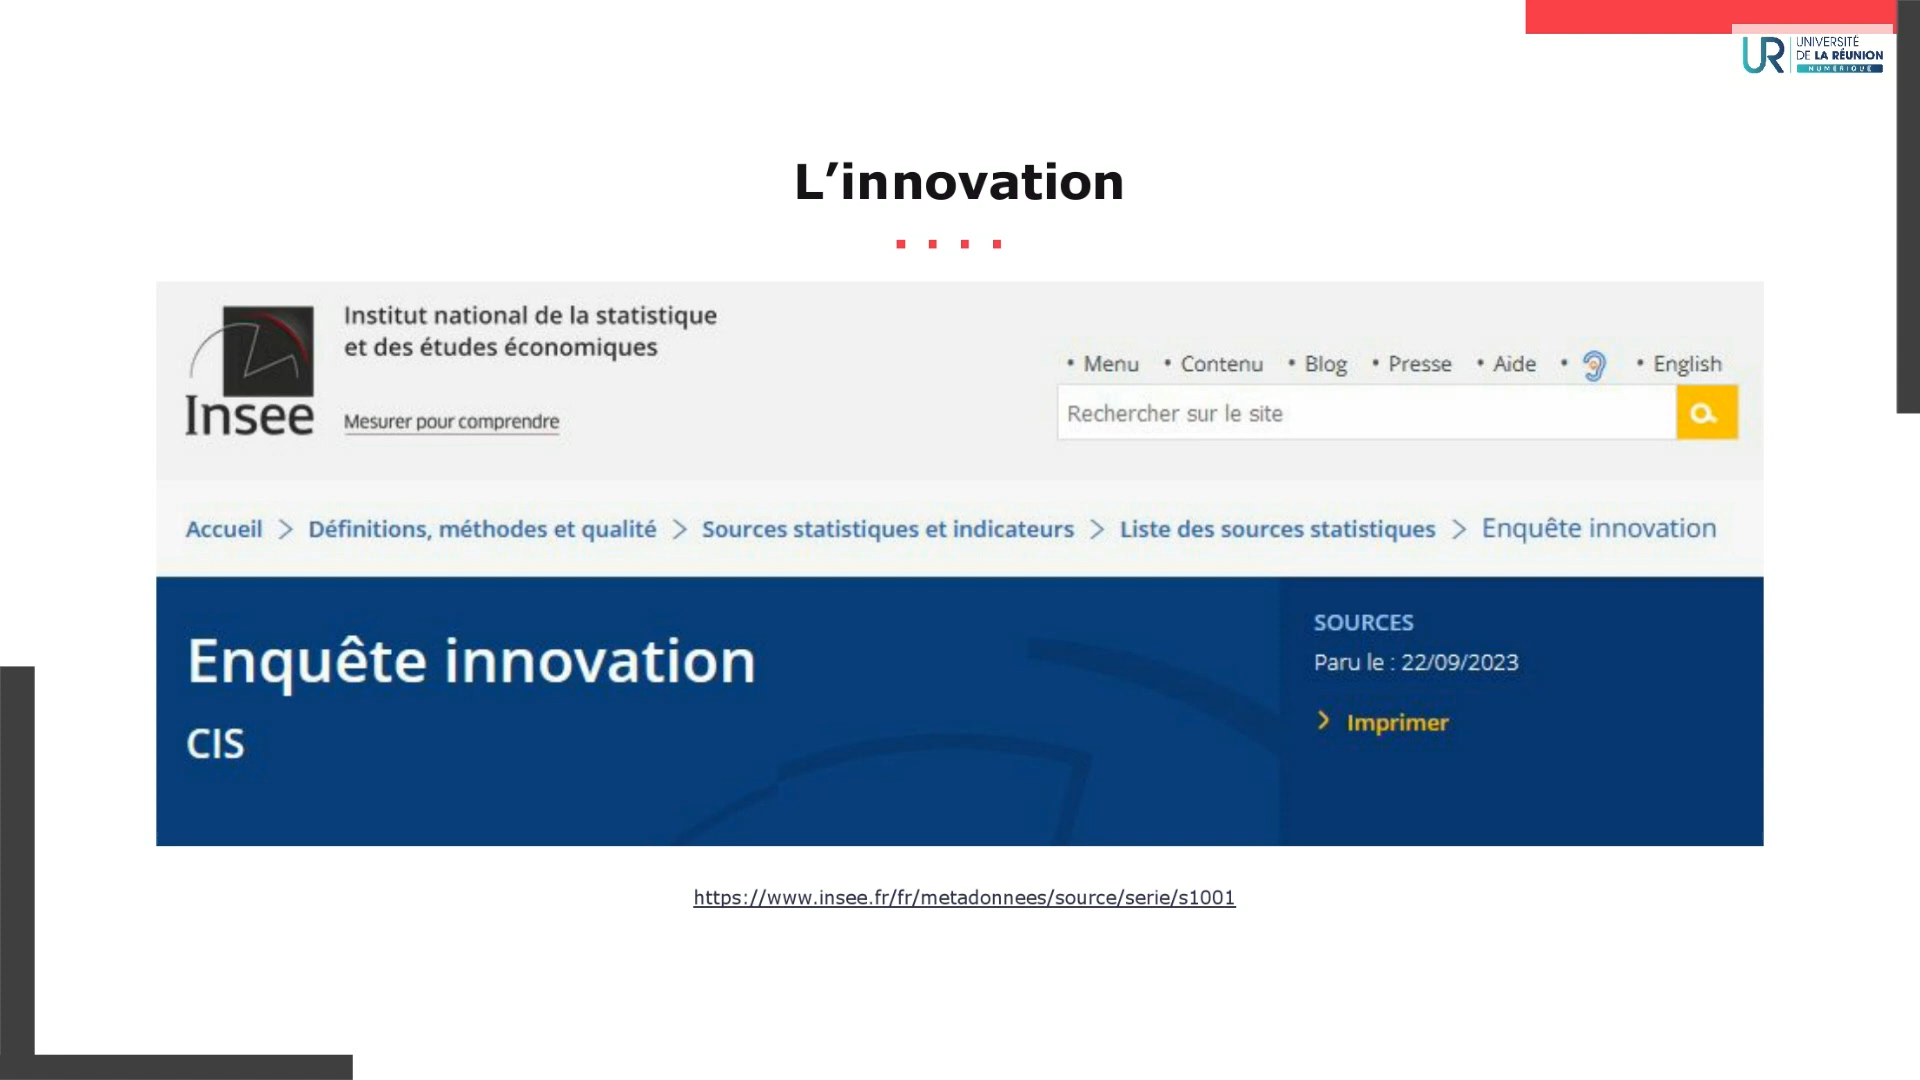 UR UNIVERSITÉ
DE LA RÉUNION
NUMÉRIQUE
L’innovation
Institut national de la statistique
et des études économiques
Insee
Mesurer pour comprendre
• Menu • Contenu • Blog • Presse • Aide • • English
Rechercher sur le site
Accueil > Définitions, méthodes et qualité > Sources statistiques et indicateurs > Liste des sources statistiques > Enquête innovation
Enquête innovation
CIS
SOURCES
Paru le : 22/09/2023
> Imprimer
https://www.insee.fr/fr/metadonnees/source/serie/s1001